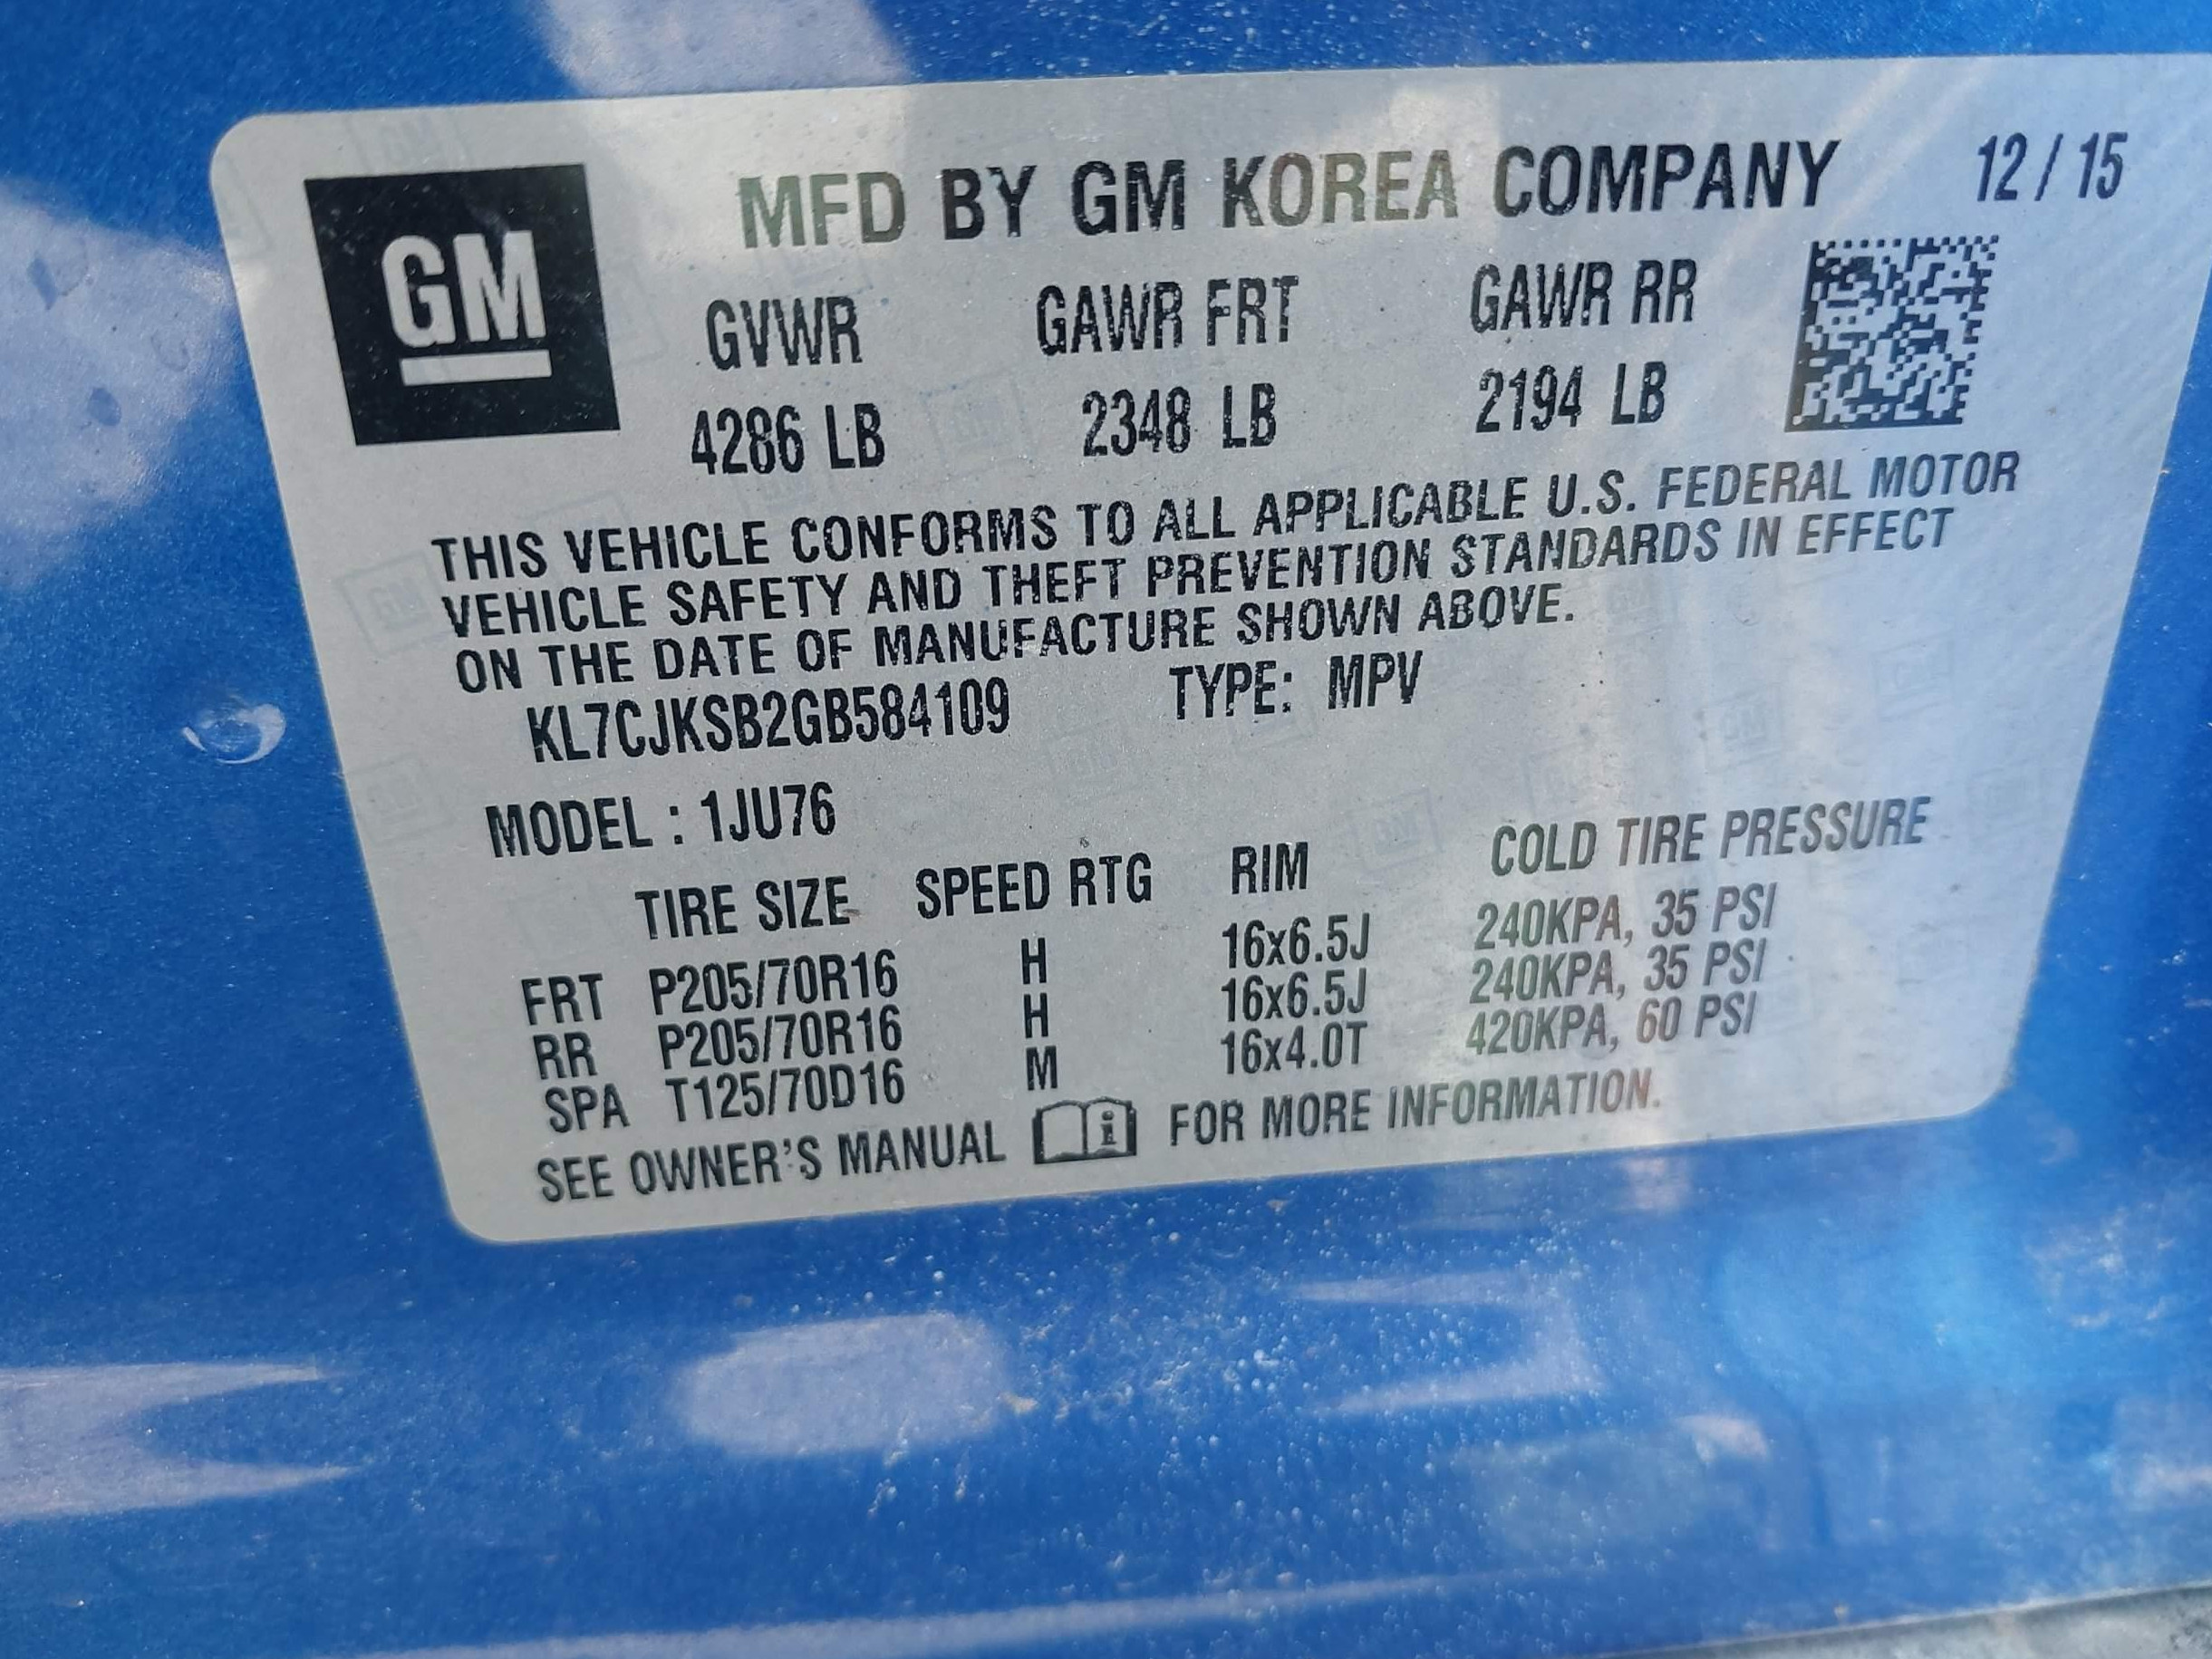 GM
MFD BY GM KOREA COMPANY 12 / 15
GVWR GAWR FRT GAWR RR
4286 LB 2348 LB 2194 LB
THIS VEHICLE CONFORMS TO ALL APPLICABLE U.S. FEDERAL MOTOR
VEHICLE SAFETY AND THEFT PREVENTION STANDARDS IN EFFECT
ON THE DATE OF MANUFACTURE SHOWN ABOVE.
KL7CJKSB2GB584109 TYPE: MPV
MODEL : 1JU76
TIRE SIZE SPEED RTG RIM COLD TIRE PRESSURE
FRT P205/70R16 H 16x6.5J 240KPA, 35 PSI
RR P205/70R16 H 16x6.5J 240KPA, 35 PSI
SPA T125/70D16 M 16x4.0T 420KPA, 60 PSI
SEE OWNER'S MANUAL FOR MORE INFORMATION.